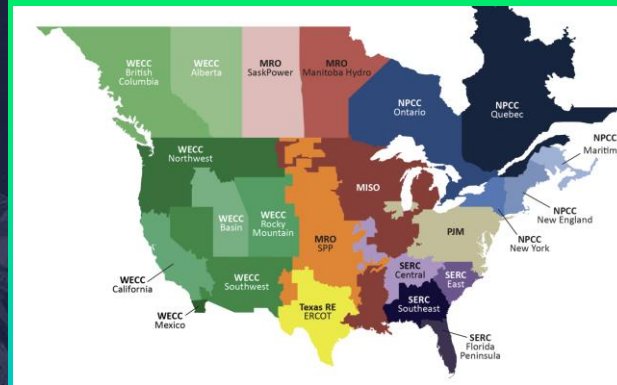 WECC
British
Columbia
WECC
Alberta
MRO
SaskPower
MRO
Manitoba Hydro
NPCC
Ontario
NPCC
Quebec
NPCC
Maritim
WECC
Northwest
MISO
NPCC
New England
WECC
Basin
WECC
Rocky
Mountain
MRO
SPP
PJM
NPCC
New York
WECC
California
WECC
Southwest
SERC
Central
SERC
East
WECC
Mexico
Texas RE
ERCOT
SERC
Southeast
SERC
Florida
Peninsula